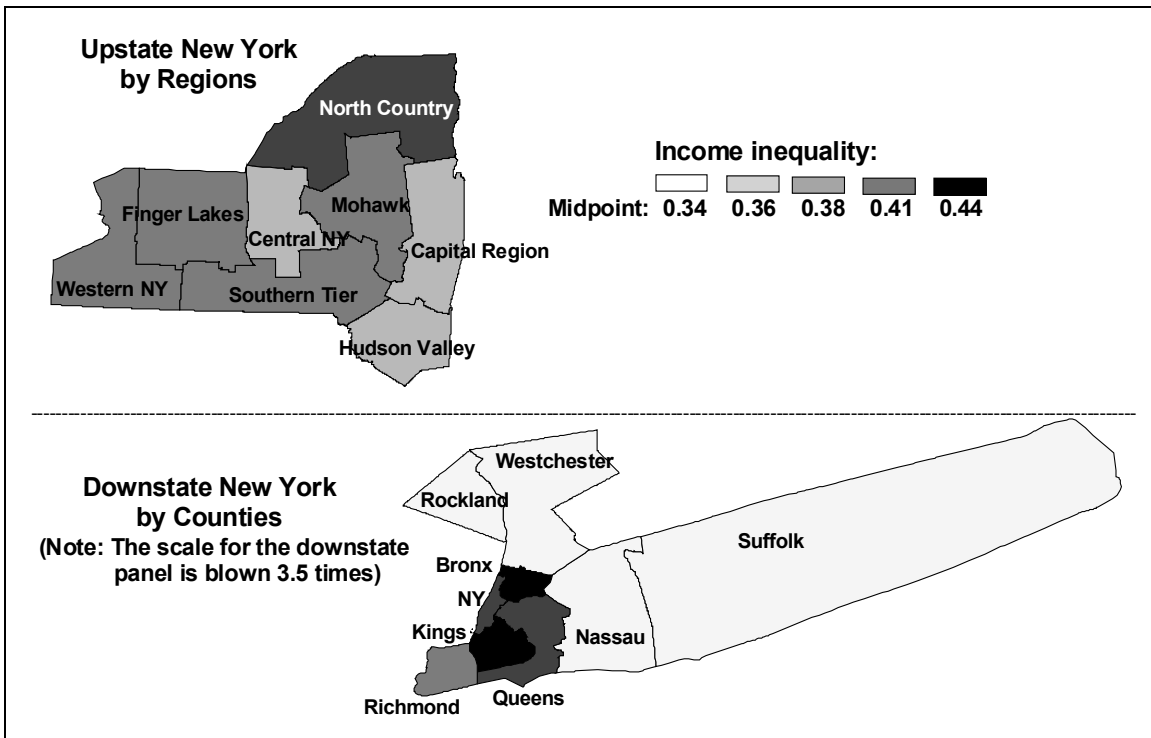 Upstate New York
by Regions
North Country
Income inequality:
Midpoint: 0.34 0.36 0.38 0.41 0.44
Finger Lakes
Mohawk
Central NY
Capital Region
Western NY
Southern Tier
Hudson Valley
Westchester
Downstate New York
by Counties
(Note: The scale for the downstate
panel is blown 3.5 times)
Rockland
Suffolk
Bronx
NY
Kings
Nassau
Queens
Richmond